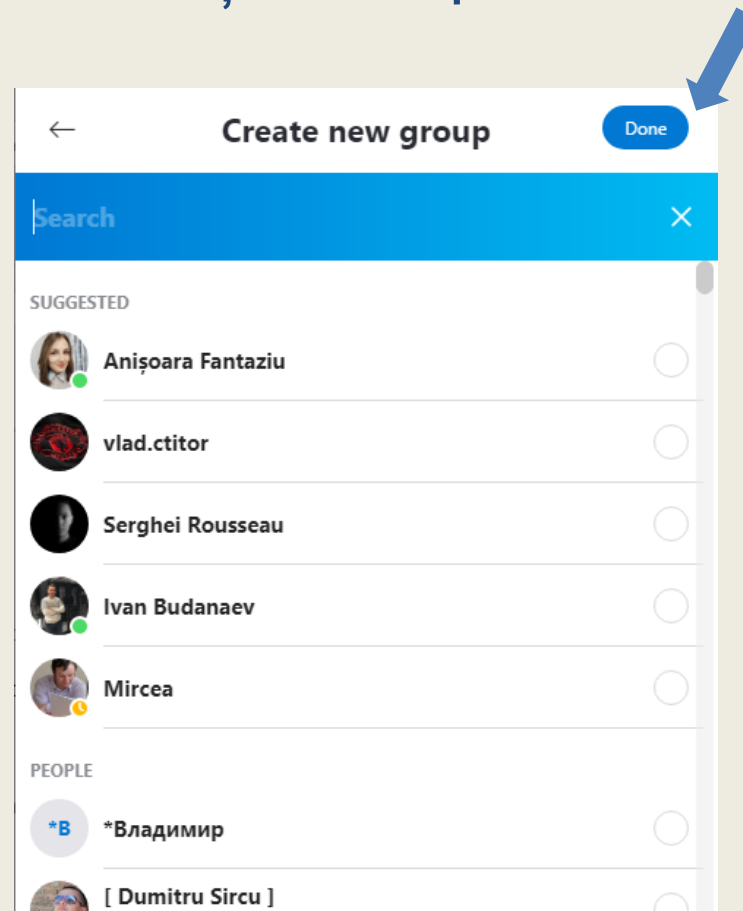 Create new group
Done
Search
SUGGESTED
Anișoara Fantaziu
vlad.ctitor
Serghei Rousseau
Ivan Budanaev
Mircea
PEOPLE
*В
*Владимир
[ Dumitru Sircu ]